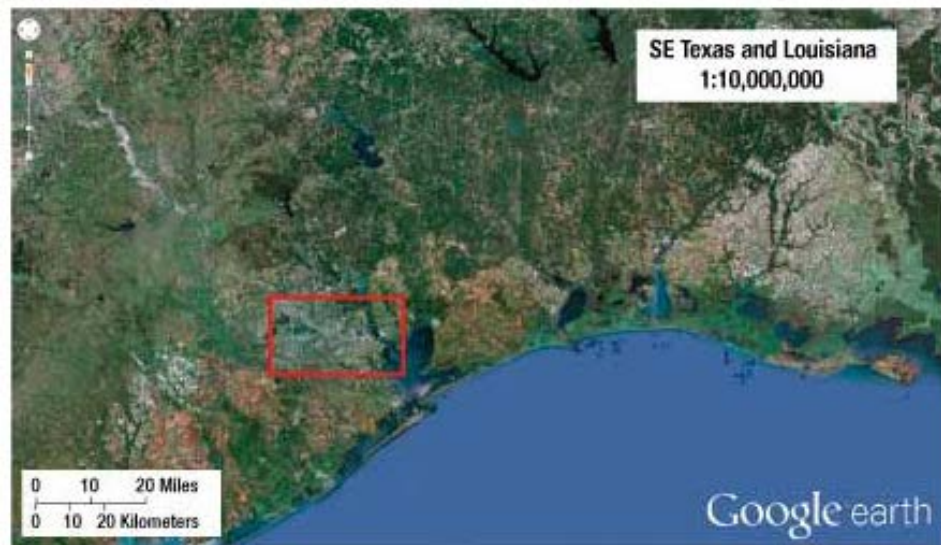 SE Texas and Louisiana
1:10,000,000
0 10 20 Miles
0 10 20 Kilometers
Google earth